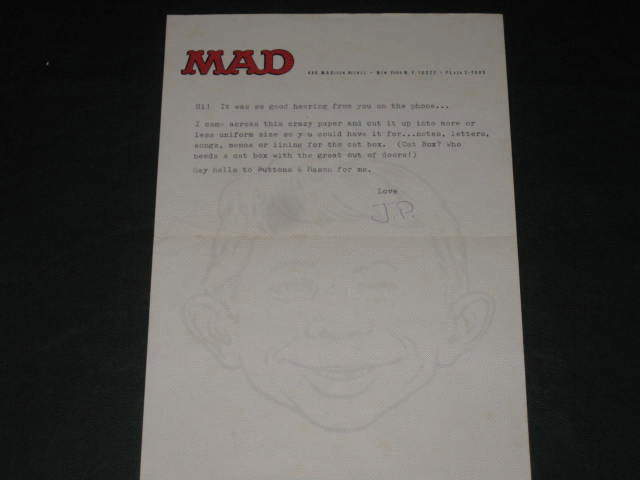 MAD
485 MADison Avenue - New York N. Y. 10022 - PLaza 2-7685
Hi! It was so good hearing from you on the phone...
I came across this crazy paper and cut it up into more or
less uniform size so you could have it for...notes, letters,
songs, memos or lining for the cat box. (Cat Box? Who
needs a cat box with the great out of doors!)
Say hello to Buttons & Mason for me.
Love
J.P.